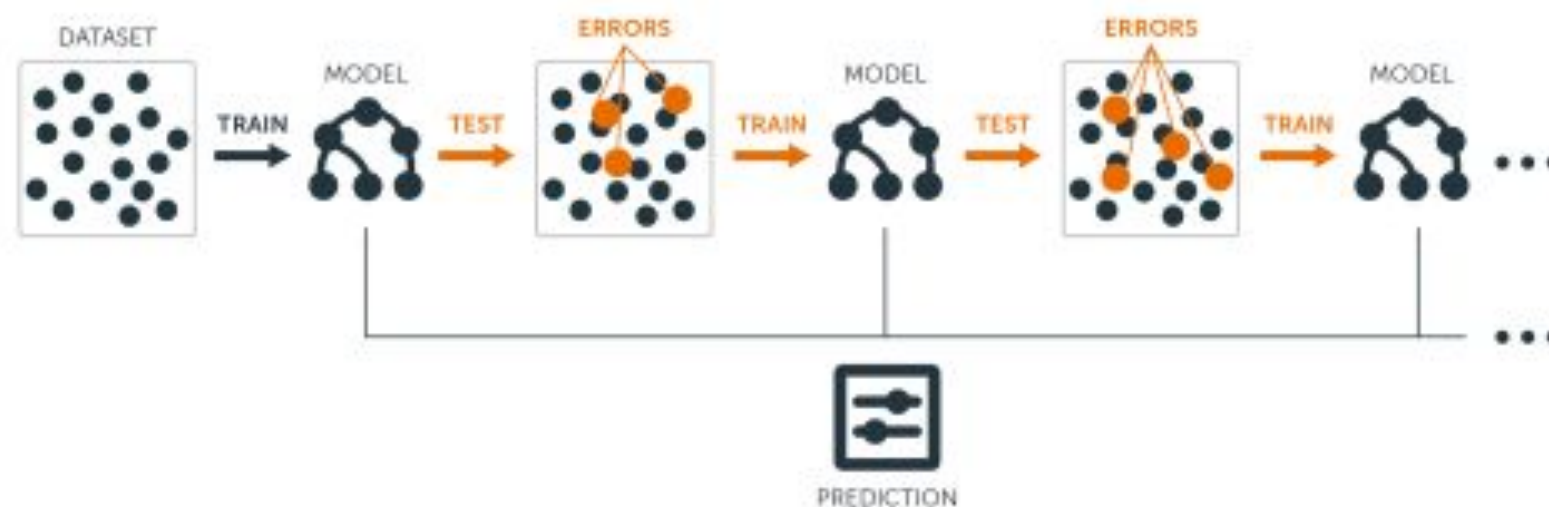 DATASET
TRAIN
MODEL
TEST
ERRORS
TRAIN
MODEL
TEST
ERRORS
TRAIN
MODEL
PREDICTION